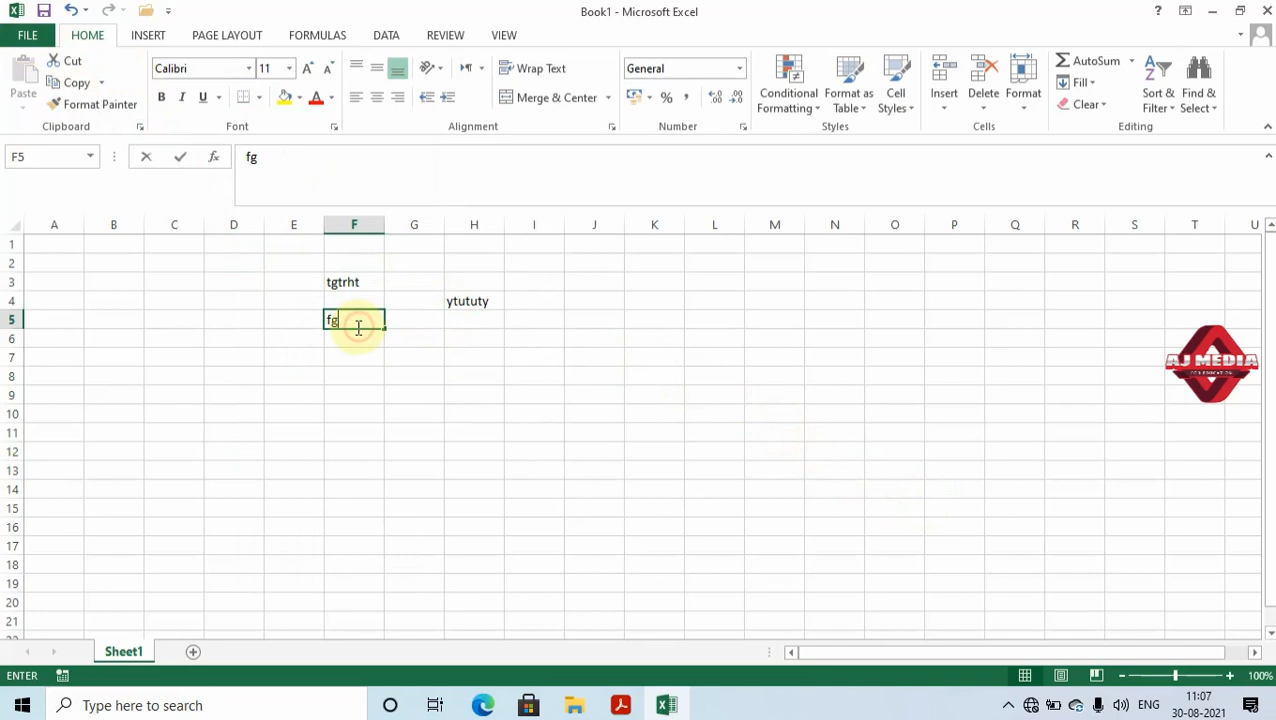 Book1 - Microsoft Excel
?
FILE HOME INSERT PAGE LAYOUT FORMULAS DATA REVIEW VIEW
Paste
Cut
Copy
Format Painter
Clipboard
Calibri 11
B I U
Font
Wrap Text
Merge & Center
Alignment
General
% ,
Number
Conditional Formatting
Format as Table
Cell Styles
Styles
Insert
Delete
Format
Cells
AutoSum
Fill
Clear
Sort & Filter
Find & Select
Editing
F5 fx fg
A B C D E F G H I J K L M N O P Q R S T U
1
2
3 tgtrht
4 ytututy
5 fg
6
7
8
9
10
11
12
13
14
15
16
17
18
19
20
21
AJ MEDIA
FOR EDUCATION
Sheet1
ENTER 100%
Type here to search
ENG
11:07
30-08-2021